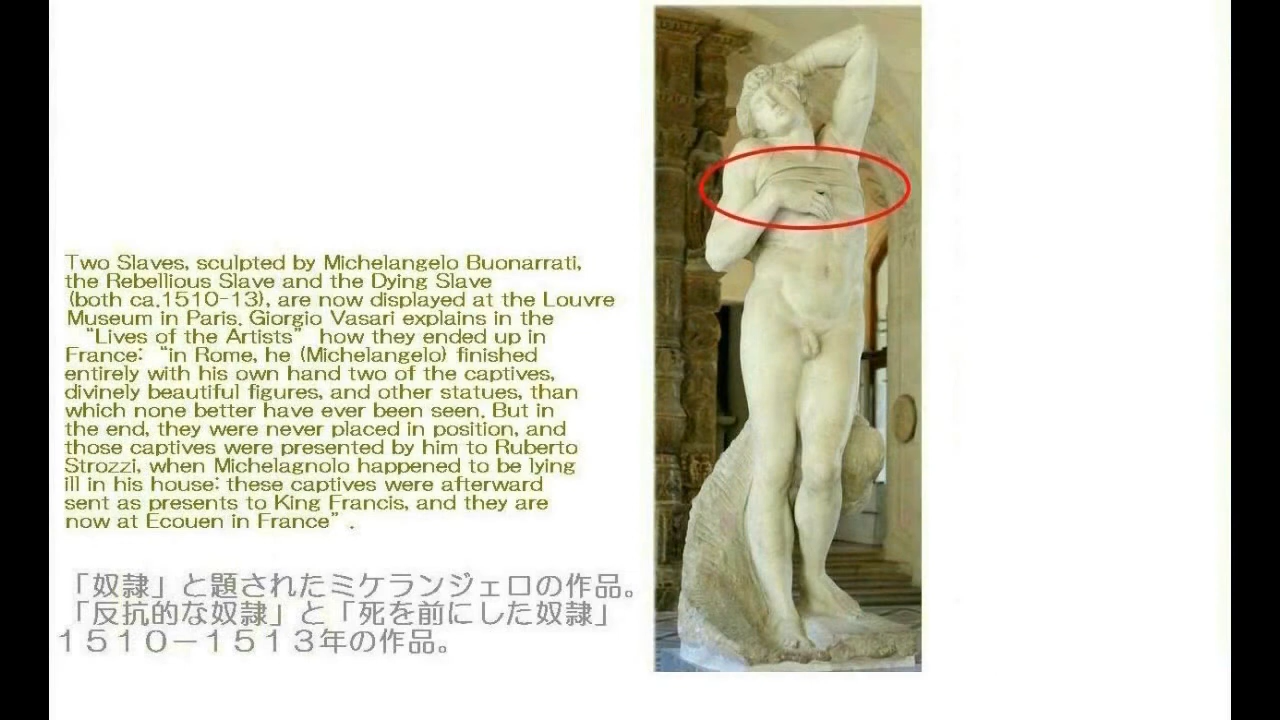 Two Slaves, sculpted by Michelangelo Buonarrati,
the Rebellious Slave and the Dying Slave
(both ca.1510-13), are now displayed at the Louvre
Museum in Paris. Giorgio Vasari explains in the
“Lives of the Artists” how they ended up in
France: “in Rome, he (Michelangelo) finished
entirely with his own hand two of the captives,
divinely beautiful figures, and other statues, than
which none better have ever been seen. But in
the end, they were never placed in position, and
those captives were presented by him to Ruberto
Strozzi, when Michelagnolo happened to be lying
ill in his house: these captives were afterward
sent as presents to King Francis, and they are
now at Ecouen in France”.
「奴隷」と題されたミケランジェロの作品。
「反抗的な奴隷」と「死を前にした奴隷」
１５１０－１５１３年の作品。